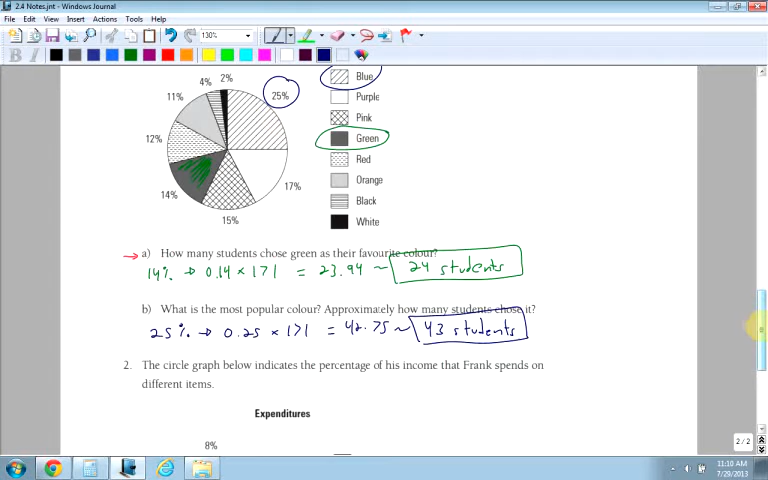 2.4 Notes.jnt - Windows Journal
File Edit View Insert Actions Tools Help
130%
B I
4% 2%
25%
11%
12%
14%
15%
17%
Blue
Purple
Pink
Green
Red
Orange
Black
White
a) How many students chose green as their favourite colour?
14% → 0.14 × 171 = 23.94 ~ 24 students
b) What is the most popular colour? Approximately how many students chose it?
25% → 0.25 × 171 = 42.75 ~ 43 students
2. The circle graph below indicates the percentage of his income that Frank spends on
different items.
Expenditures
8%
2 / 2
11:10 AM
7/29/2013